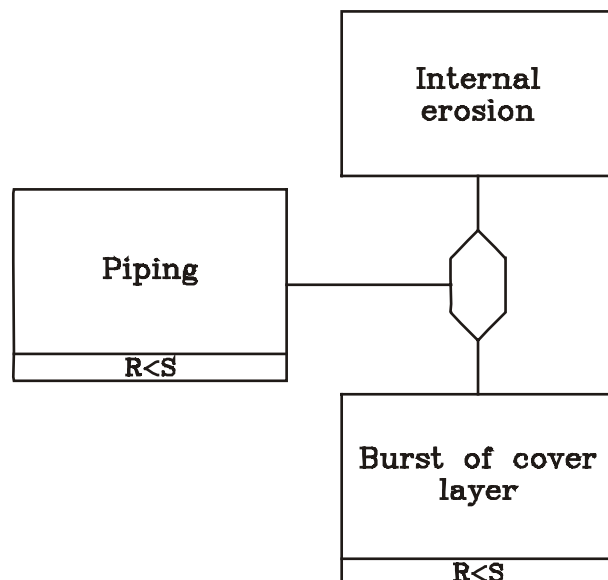 Internal
erosion
Piping
R<S
Burst of cover
layer
R<S